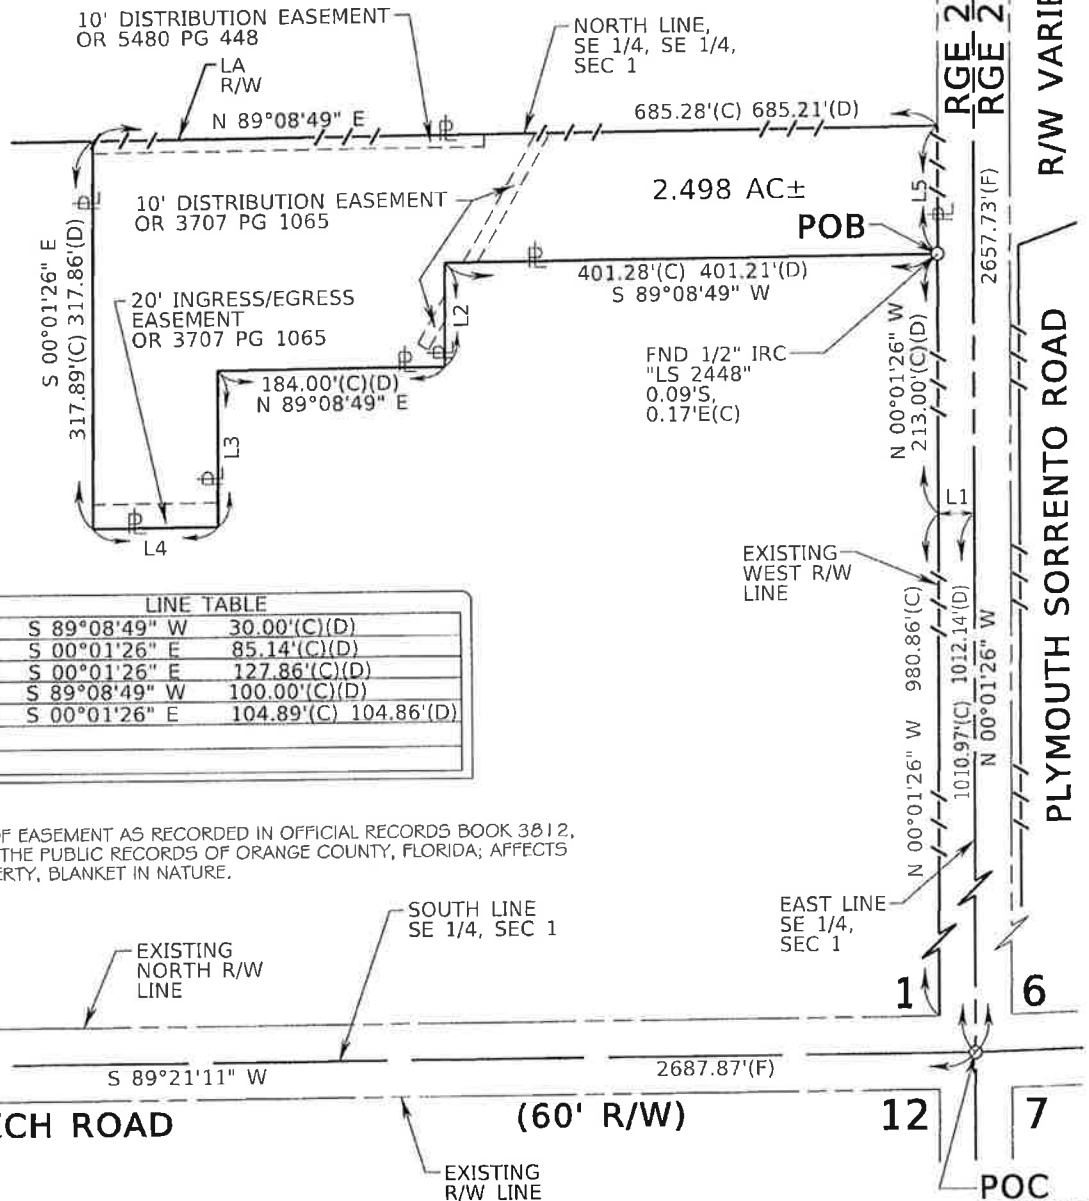 10' DISTRIBUTION EASEMENT
OR 5480 PG 448
LA
R/W
N 89°08'49" E
NORTH LINE,
SE 1/4, SE 1/4,
SEC 1
685.28'(C) 685.21'(D)
RGE 2
RGE 2
R/W VARIE
10' DISTRIBUTION EASEMENT
OR 3707 PG 1065
2.498 AC±
POB
L5
2657.73'(F)
S 00°01'26" E
317.89'(C) 317.86'(D)
20' INGRESS/EGRESS
EASEMENT
OR 3707 PG 1065
401.28'(C) 401.21'(D)
S 89°08'49" W
L2
184.00'(C)(D)
N 89°08'49" E
L3
L4
FND 1/2" IRC
"LS 2448"
0.09'S,
0.17'E(C)
N 00°01'26" W
213.00'(C)(D)
L1
PLYMOUTH SORRENTO ROAD
EXISTING
WEST R/W
LINE
N 00°01'26" W 980.86'(C)
1010.97'(C) 1012.14'(D)
N 00°01'26" W
LINE TABLE
S 89°08'49" W 30.00'(C)(D)
S 00°01'26" E 85.14'(C)(D)
S 00°01'26" E 127.86'(C)(D)
S 89°08'49" W 100.00'(C)(D)
S 00°01'26" E 104.89'(C) 104.86'(D)
OF EASEMENT AS RECORDED IN OFFICIAL RECORDS BOOK 3812,
THE PUBLIC RECORDS OF ORANGE COUNTY, FLORIDA; AFFECTS
ERTY, BLANKET IN NATURE.
EAST LINE
SE 1/4,
SEC 1
SOUTH LINE
SE 1/4, SEC 1
EXISTING
NORTH R/W
LINE
1
6
S 89°21'11" W
2687.87'(F)
ECH ROAD
(60' R/W)
12
7
EXISTING
R/W LINE
POC